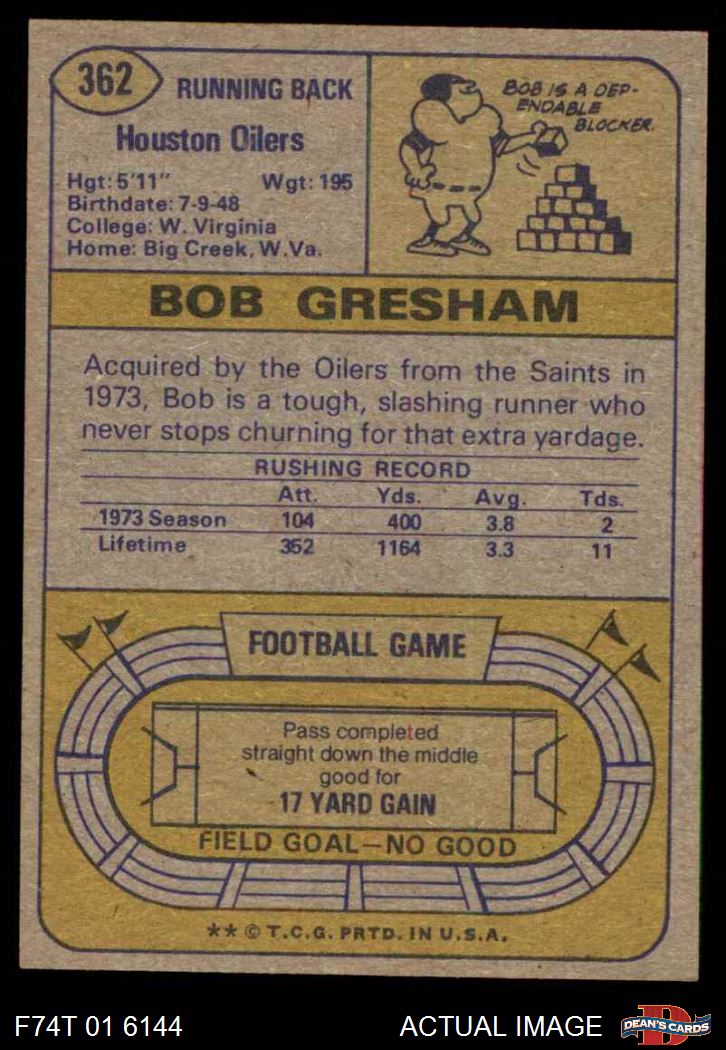 362
RUNNING BACK
Houston Oilers
Hgt: 5'11" Wgt: 195
Birthdate: 7-9-48
College: W. Virginia
Home: Big Creek, W.Va.
BOB IS A DEP-
ENDABLE
BLOCKER.
BOB GRESHAM
Acquired by the Oilers from the Saints in
1973, Bob is a tough, slashing runner who
never stops churning for that extra yardage.
RUSHING RECORD
Att. Yds. Avg. Tds.
1973 Season 104 400 3.8 2
Lifetime 352 1164 3.3 11
FOOTBALL GAME
Pass completed
straight down the middle
good for
17 YARD GAIN
FIELD GOAL—NO GOOD
** © T.C.G. PRTD. IN U.S.A.
F74T 01 6144 ACTUAL IMAGE
D
DEAN'S CARDS